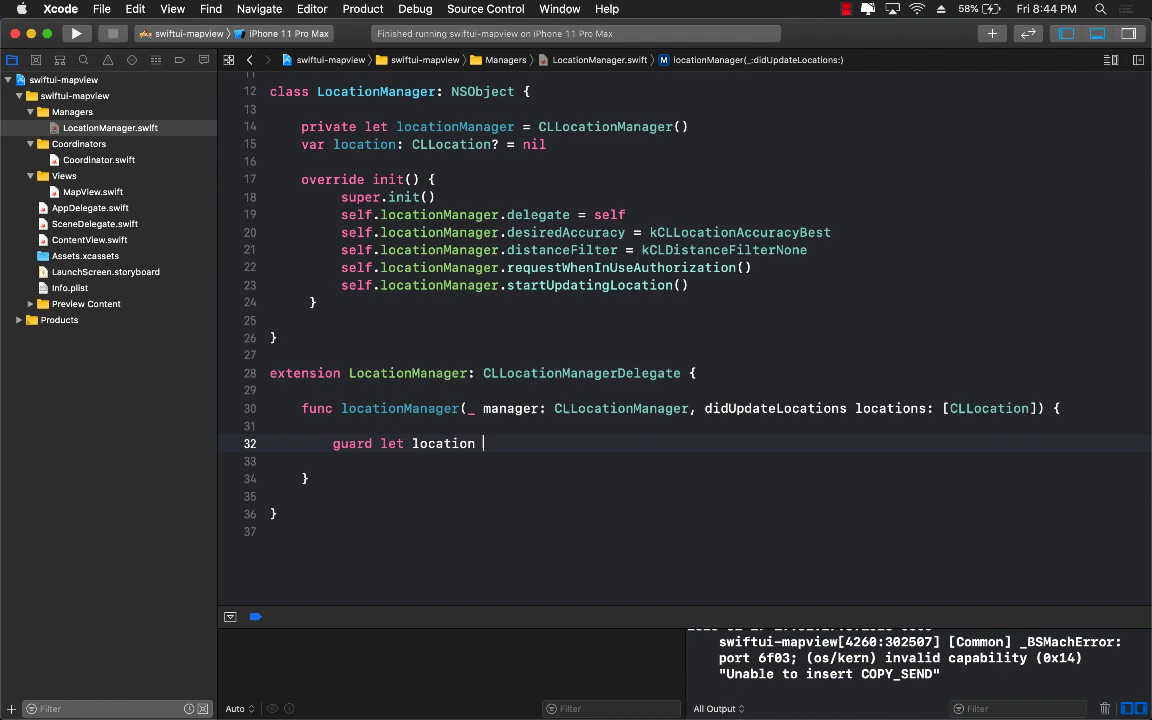 Xcode File Edit View Find Navigate Editor Product Debug Source Control Window Help 58% Fri 8:44 PM
swiftui-mapview iPhone 11 Pro Max Finished running swiftui-mapview on iPhone 11 Pro Max
swiftui-mapview swiftui-mapview Managers LocationManager.swift M locationManager(_:didUpdateLocations:)
swiftui-mapview
swiftui-mapview
Managers
LocationManager.swift
Coordinators
Coordinator.swift
Views
MapView.swift
AppDelegate.swift
SceneDelegate.swift
ContentView.swift
Assets.xcassets
LaunchScreen.storyboard
Info.plist
Preview Content
Products
Filter
12 class LocationManager: NSObject {
13
14 private let locationManager = CLLocationManager()
15 var location: CLLocation? = nil
16
17 override init() {
18 super.init()
19 self.locationManager.delegate = self
20 self.locationManager.desiredAccuracy = kCLLocationAccuracyBest
21 self.locationManager.distanceFilter = kCLDistanceFilterNone
22 self.locationManager.requestWhenInUseAuthorization()
23 self.locationManager.startUpdatingLocation()
24 }
25
26 }
27
28 extension LocationManager: CLLocationManagerDelegate {
29
30 func locationManager(_ manager: CLLocationManager, didUpdateLocations locations: [CLLocation]) {
31
32 guard let location
33
34 }
35
36 }
37
swiftui-mapview[4260:302507] [Common] _BSMachError:
port 6f03; (os/kern) invalid capability (0x14)
"Unable to insert COPY_SEND"
Auto Filter All Output Filter